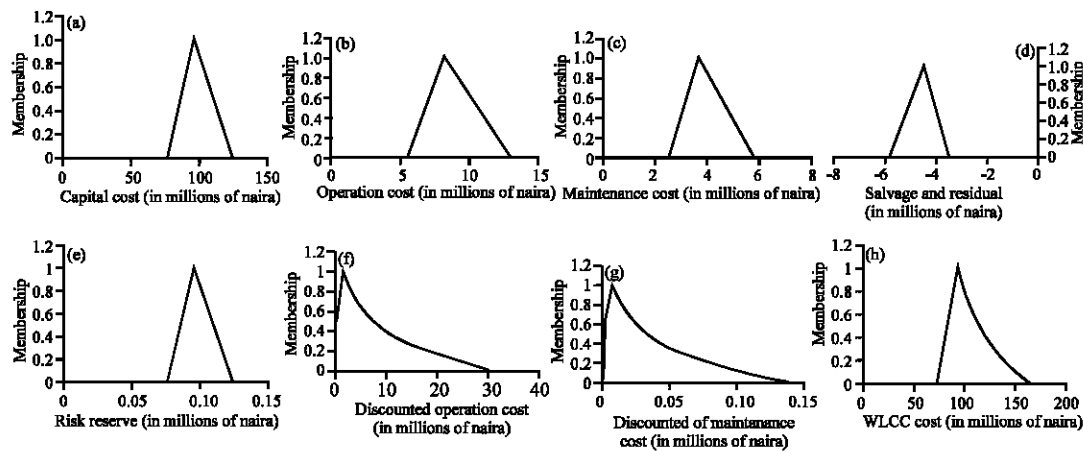 (a)
1.2
1.0
0.8
0.6
0.4
0.2
0
Membership
0 50 100 150
Capital cost (in millions of naira)
(b)
1.2
1.0
0.8
0.6
0.4
0.2
0
Membership
0 5 10 15
Operation cost (in millions of naira)
(c)
1.2
1.0
0.8
0.6
0.4
0.2
0
Membership
0 2 4 6 8
Maintenance cost (in millions of naira)
(d)
1.2
1.0
0.8
0.6
0.4
0.2
0
Membership
-8 -6 -4 -2 0
Salvage and residual
(in millions of naira)
(e)
1.2
1
0.8
0.6
0.4
0.2
0
Membership
0 0.05 0.10 0.15
Risk reserve (in millions of naira)
(f)
1.2
1.0
0.8
0.6
0.4
0.2
0
Membership
0 10 20 30 40
Discounted operation cost
(in millions of naira)
(g)
1.2
1
0.8
0.6
0.4
0.2
0
Membership
0 0.05 0.10 0.15
Discounted of maintanance
cost (in millions of naira)
(h)
1.2
1
0.8
0.6
0.4
0.2
0
Membership
0 50 100 150 200
WLCC cost (in millions of naira)